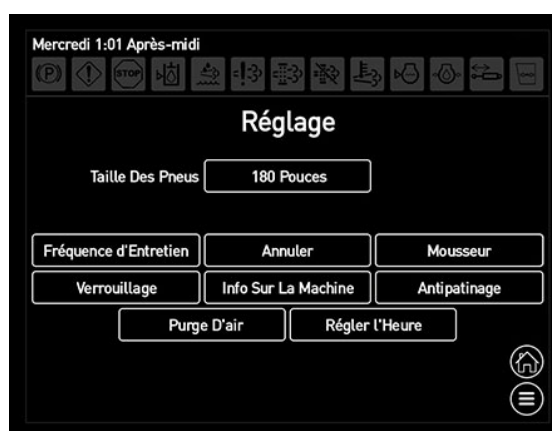 Mercredi 1:01 Après-midi
STOP
Réglage
Taille Des Pneus 180 Pouces
Fréquence d'Entretien Annuler Mousseur
Verrouillage Info Sur La Machine Antipatinage
Purge D'air Régler l'Heure